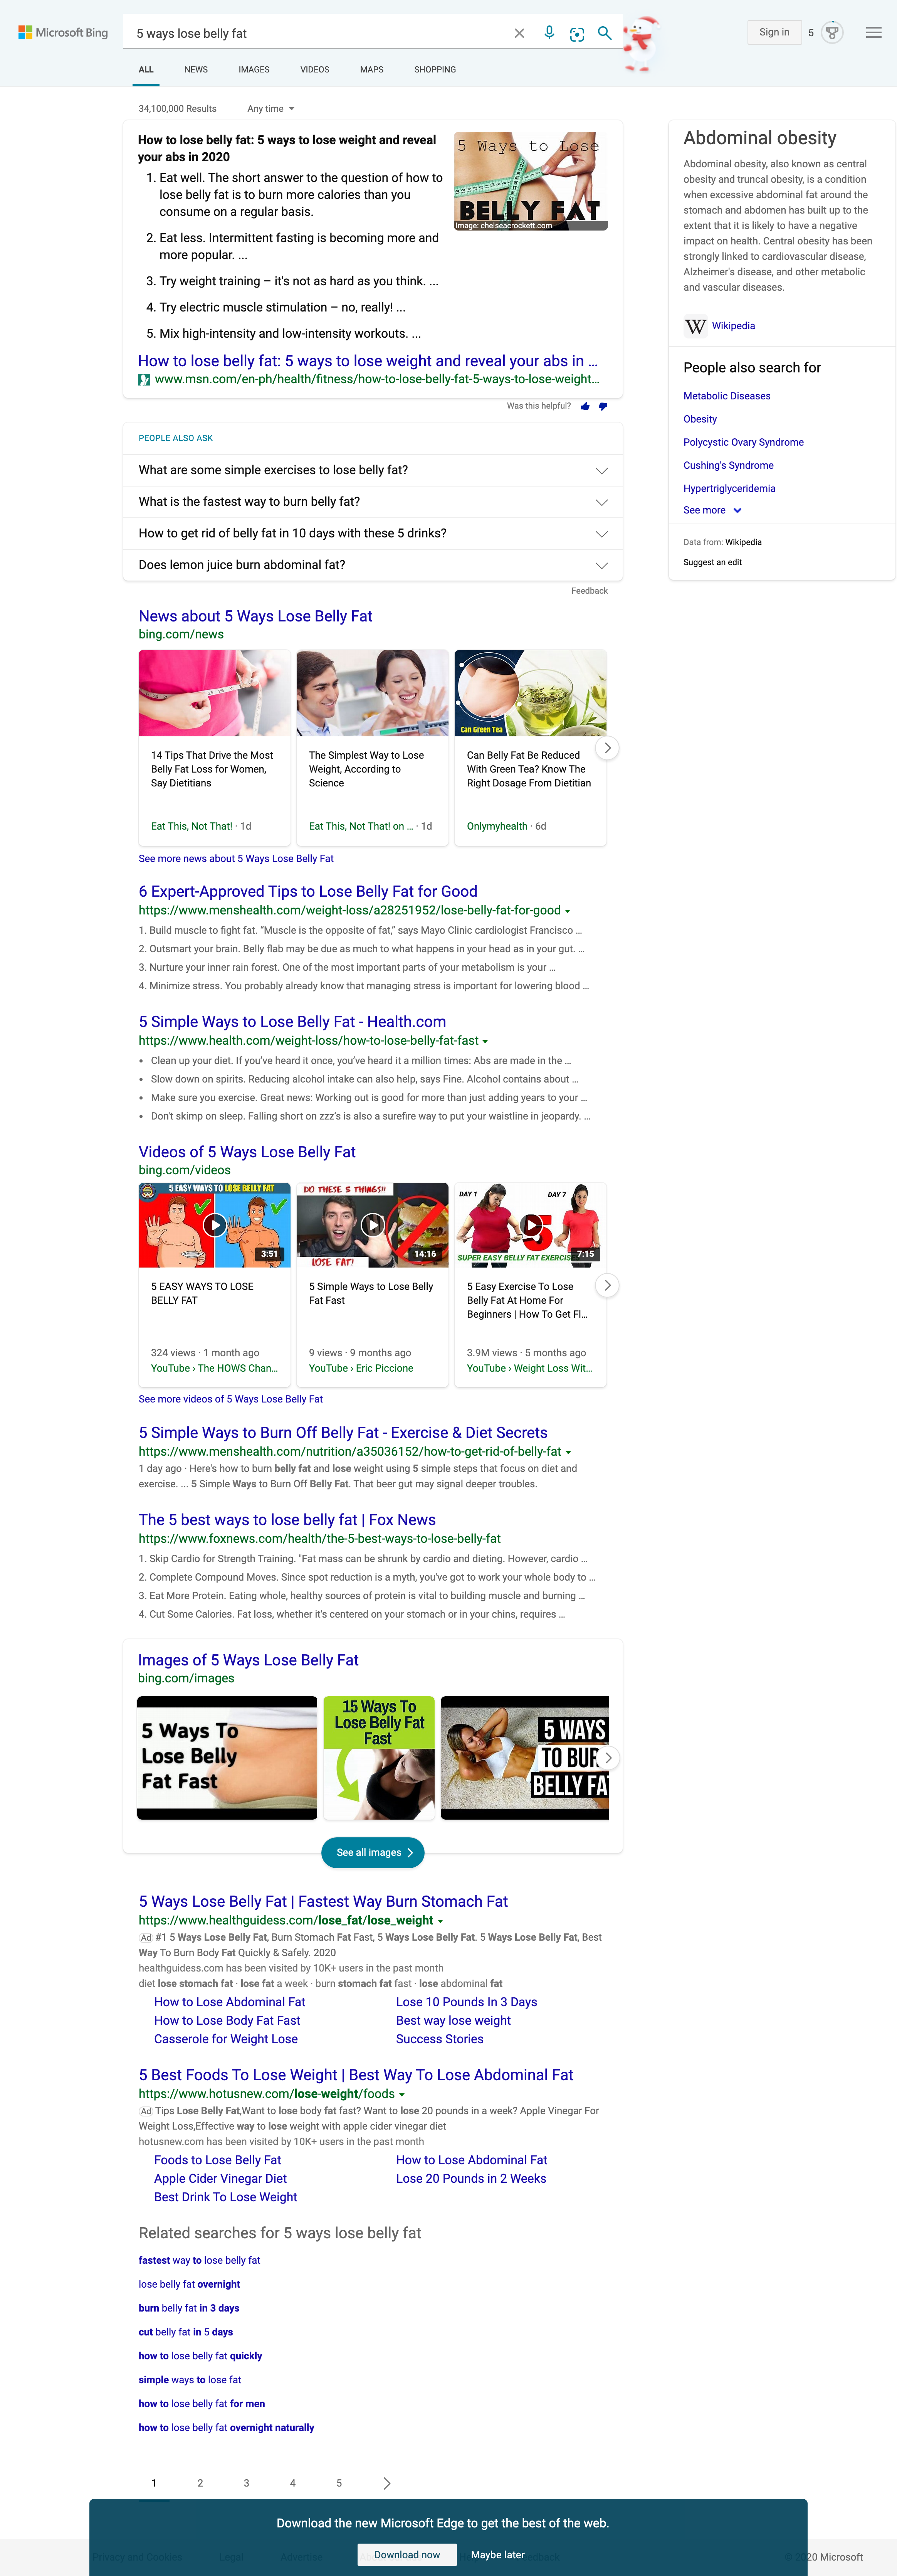 Microsoft Bing
5 ways lose belly fat
Sign in
5
ALL
NEWS
IMAGES
VIDEOS
MAPS
SHOPPING
34,100,000 Results
Any time
How to lose belly fat: 5 ways to lose weight and reveal
your abs in 2020
1. Eat well. The short answer to the question of how to
lose belly fat is to burn more calories than you
consume on a regular basis.
2. Eat less. Intermittent fasting is becoming more and
more popular. ...
3. Try weight training – it's not as hard as you think. ...
4. Try electric muscle stimulation – no, really! ...
5. Mix high-intensity and low-intensity workouts. ...
5 Ways to Lose
BELLY FAT
Image: chelseacrockett.com
How to lose belly fat: 5 ways to lose weight and reveal your abs in ...
www.msn.com/en-ph/health/fitness/how-to-lose-belly-fat-5-ways-to-lose-weight...
Was this helpful?
PEOPLE ALSO ASK
What are some simple exercises to lose belly fat?
What is the fastest way to burn belly fat?
How to get rid of belly fat in 10 days with these 5 drinks?
Does lemon juice burn abdominal fat?
Feedback
Abdominal obesity
Abdominal obesity, also known as central
obesity and truncal obesity, is a condition
when excessive abdominal fat around the
stomach and abdomen has built up to the
extent that it is likely to have a negative
impact on health. Central obesity has been
strongly linked to cardiovascular disease,
Alzheimer's disease, and other metabolic
and vascular diseases.
W Wikipedia
People also search for
Metabolic Diseases
Obesity
Polycystic Ovary Syndrome
Cushing's Syndrome
Hypertriglyceridemia
See more
Data from: Wikipedia
Suggest an edit
News about 5 Ways Lose Belly Fat
bing.com/news
Can Green Tea
14 Tips That Drive the Most
Belly Fat Loss for Women,
Say Dietitians
Eat This, Not That! · 1d
The Simplest Way to Lose
Weight, According to
Science
Eat This, Not That! on ... · 1d
Can Belly Fat Be Reduced
With Green Tea? Know The
Right Dosage From Dietitian
Onlymyhealth · 6d
See more news about 5 Ways Lose Belly Fat
6 Expert-Approved Tips to Lose Belly Fat for Good
https://www.menshealth.com/weight-loss/a28251952/lose-belly-fat-for-good
1. Build muscle to fight fat. “Muscle is the opposite of fat,” says Mayo Clinic cardiologist Francisco ...
2. Outsmart your brain. Belly flab may be due as much to what happens in your head as in your gut. ...
3. Nurture your inner rain forest. One of the most important parts of your metabolism is your ...
4. Minimize stress. You probably already know that managing stress is important for lowering blood ...
5 Simple Ways to Lose Belly Fat - Health.com
https://www.health.com/weight-loss/how-to-lose-belly-fat-fast
• Clean up your diet. If you've heard it once, you've heard it a million times: Abs are made in the ...
• Slow down on spirits. Reducing alcohol intake can also help, says Fine. Alcohol contains about ...
• Make sure you exercise. Great news: Working out is good for more than just adding years to your ...
• Don't skimp on sleep. Falling short on zzz's is also a surefire way to put your waistline in jeopardy. ...
Videos of 5 Ways Lose Belly Fat
bing.com/videos
5 EASY WAYS TO LOSE BELLY FAT
3:51
5 EASY WAYS TO LOSE
BELLY FAT
324 views · 1 month ago
YouTube › The HOWS Chan...
DO THESE 5 THINGS!!
LOSE FAT!
14:16
5 Simple Ways to Lose Belly
Fat Fast
9 views · 9 months ago
YouTube › Eric Piccione
DAY 1
DAY 7
5
SUPER EASY BELLY FAT EXERCIS
7:15
5 Easy Exercise To Lose
Belly Fat At Home For
Beginners | How To Get Fl...
3.9M views · 5 months ago
YouTube › Weight Loss Wit...
See more videos of 5 Ways Lose Belly Fat
5 Simple Ways to Burn Off Belly Fat - Exercise & Diet Secrets
https://www.menshealth.com/nutrition/a35036152/how-to-get-rid-of-belly-fat
1 day ago · Here's how to burn belly fat and lose weight using 5 simple steps that focus on diet and
exercise. ... 5 Simple Ways to Burn Off Belly Fat. That beer gut may signal deeper troubles.
The 5 best ways to lose belly fat | Fox News
https://www.foxnews.com/health/the-5-best-ways-to-lose-belly-fat
1. Skip Cardio for Strength Training. "Fat mass can be shrunk by cardio and dieting. However, cardio ...
2. Complete Compound Moves. Since spot reduction is a myth, you've got to work your whole body to ...
3. Eat More Protein. Eating whole, healthy sources of protein is vital to building muscle and burning ...
4. Cut Some Calories. Fat loss, whether it's centered on your stomach or in your chins, requires ...
Images of 5 Ways Lose Belly Fat
bing.com/images
5 Ways To
Lose Belly
Fat Fast
15 Ways To
Lose Belly Fat
Fast
5 WAYS
TO BUR
BELLY FA
See all images
5 Ways Lose Belly Fat | Fastest Way Burn Stomach Fat
https://www.healthguidess.com/lose_fat/lose_weight
Ad #1 5 Ways Lose Belly Fat, Burn Stomach Fat Fast, 5 Ways Lose Belly Fat. 5 Ways Lose Belly Fat, Best
Way To Burn Body Fat Quickly & Safely. 2020
healthguidess.com has been visited by 10K+ users in the past month
diet lose stomach fat · lose fat a week · burn stomach fat fast · lose abdominal fat
How to Lose Abdominal Fat
Lose 10 Pounds In 3 Days
How to Lose Body Fat Fast
Best way lose weight
Casserole for Weight Lose
Success Stories
5 Best Foods To Lose Weight | Best Way To Lose Abdominal Fat
https://www.hotusnew.com/lose-weight/foods
Ad Tips Lose Belly Fat,Want to lose body fat fast? Want to lose 20 pounds in a week? Apple Vinegar For
Weight Loss,Effective way to lose weight with apple cider vinegar diet
hotusnew.com has been visited by 10K+ users in the past month
Foods to Lose Belly Fat
How to Lose Abdominal Fat
Apple Cider Vinegar Diet
Lose 20 Pounds in 2 Weeks
Best Drink To Lose Weight
Related searches for 5 ways lose belly fat
fastest way to lose belly fat
lose belly fat overnight
burn belly fat in 3 days
cut belly fat in 5 days
how to lose belly fat quickly
simple ways to lose fat
how to lose belly fat for men
how to lose belly fat overnight naturally
1 2 3 4 5
Download the new Microsoft Edge to get the best of the web.
Download now
Maybe later
Privacy and Cookies
Legal
Advertise
© 2020 Microsoft